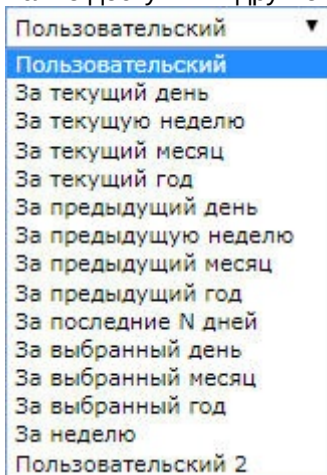 Пользовательский
Пользовательский
За текущий день
За текущую неделю
За текущий месяц
За текущий год
За предыдущий день
За предыдущую неделю
За предыдущий месяц
За предыдущий год
За последние N дней
За выбранный день
За выбранный месяц
За выбранный год
За неделю
Пользовательский 2